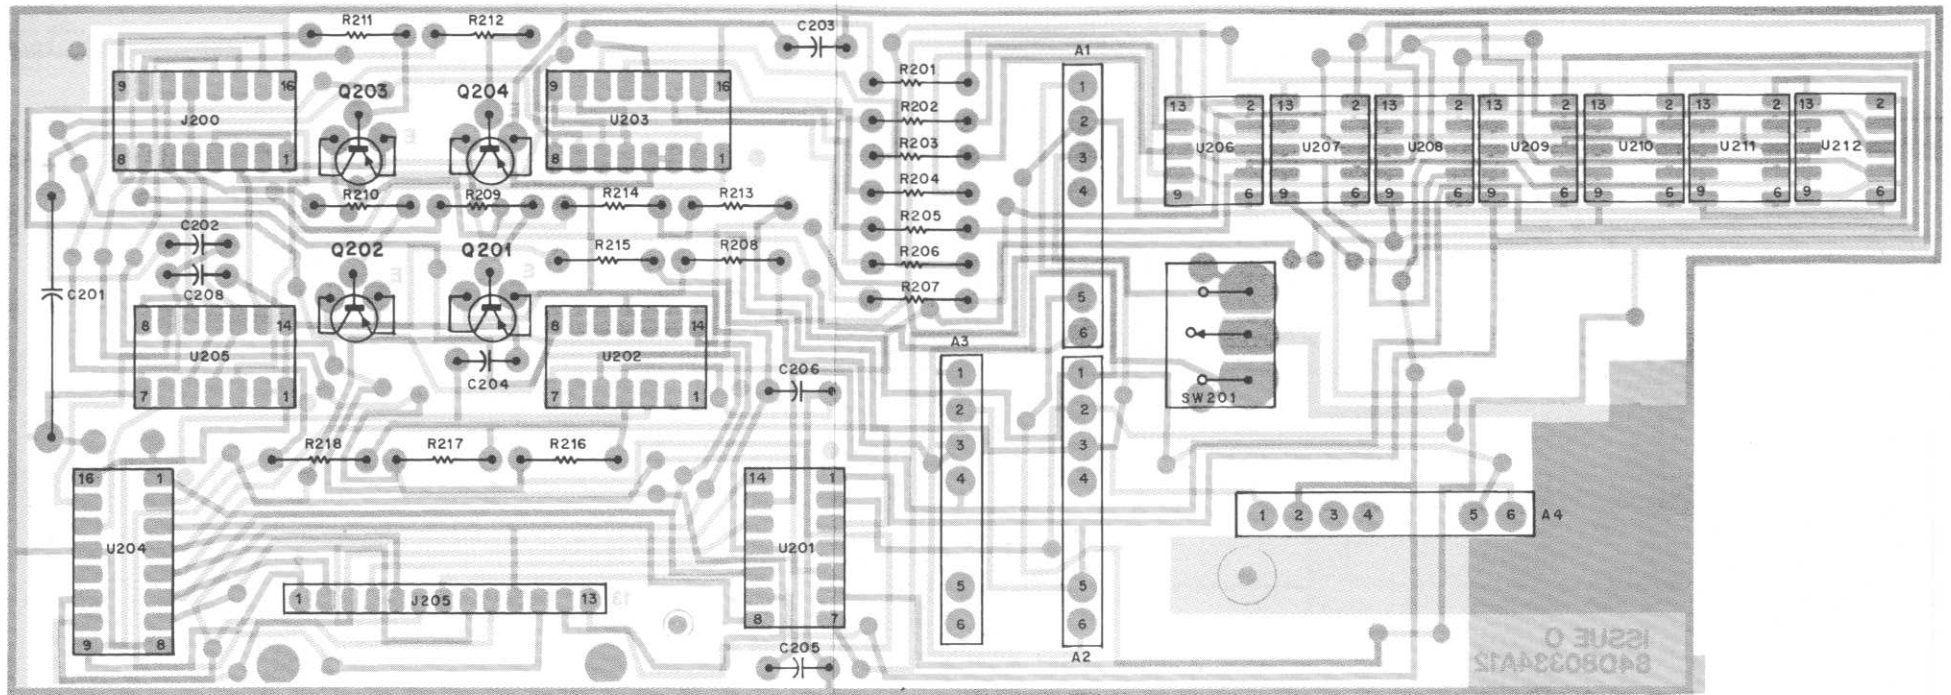 R211
R212
C203
A1
9
16
J200
8
1
Q203
Q204
9
16
U203
8
1
R201
R202
R203
R204
R205
R206
R207
1
2
3
4
5
6
13
2
U206
9
6
13
2
U207
9
6
13
2
U208
9
6
13
2
U209
9
6
13
2
U210
9
6
13
2
U211
9
6
13
2
U212
9
6
R210
R209
R214
R213
C202
C208
C201
Q202
Q201
R215
R208
8
14
U205
7
1
C204
8
14
U202
7
1
C206
A3
1
2
3
4
5
6
1
2
3
4
5
6
A2
SW201
R218
R217
R216
16
1
U204
9
8
14
1
U201
8
7
1
J205
13
13
C205
1
2
3
4
5
6
A4
ISSUE O
84D80334A12